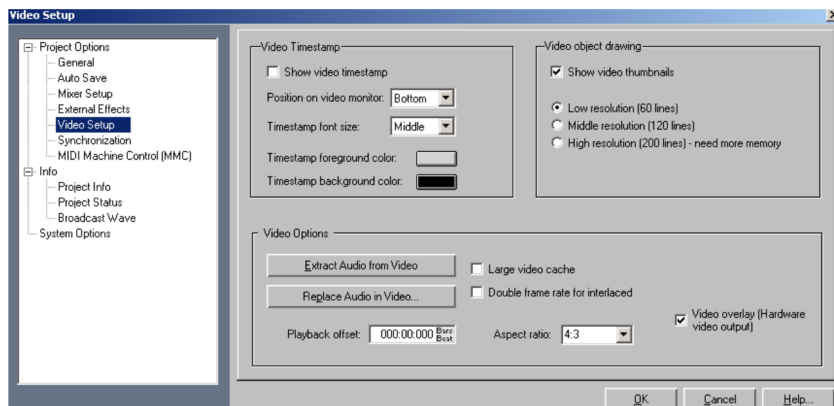 Video Setup
Project Options
General
Auto Save
Mixer Setup
External Effects
Video Setup
Synchronization
MIDI Machine Control (MMC)
Info
Project Info
Project Status
Broadcast Wave
System Options
Video Timestamp
Show video timestamp
Position on video monitor: Bottom
Timestamp font size: Middle
Timestamp foreground color:
Timestamp background color:
Video object drawing
Show video thumbnails
Low resolution (60 lines)
Middle resolution (120 lines)
High resolution (200 lines) - need more memory
Video Options
Extract Audio from Video
Large video cache
Replace Audio in Video...
Double frame rate for interlaced
Video overlay (Hardware
video output)
Playback offset: 000:00:000 Bars Beat
Aspect ratio: 4:3
OK Cancel Help...